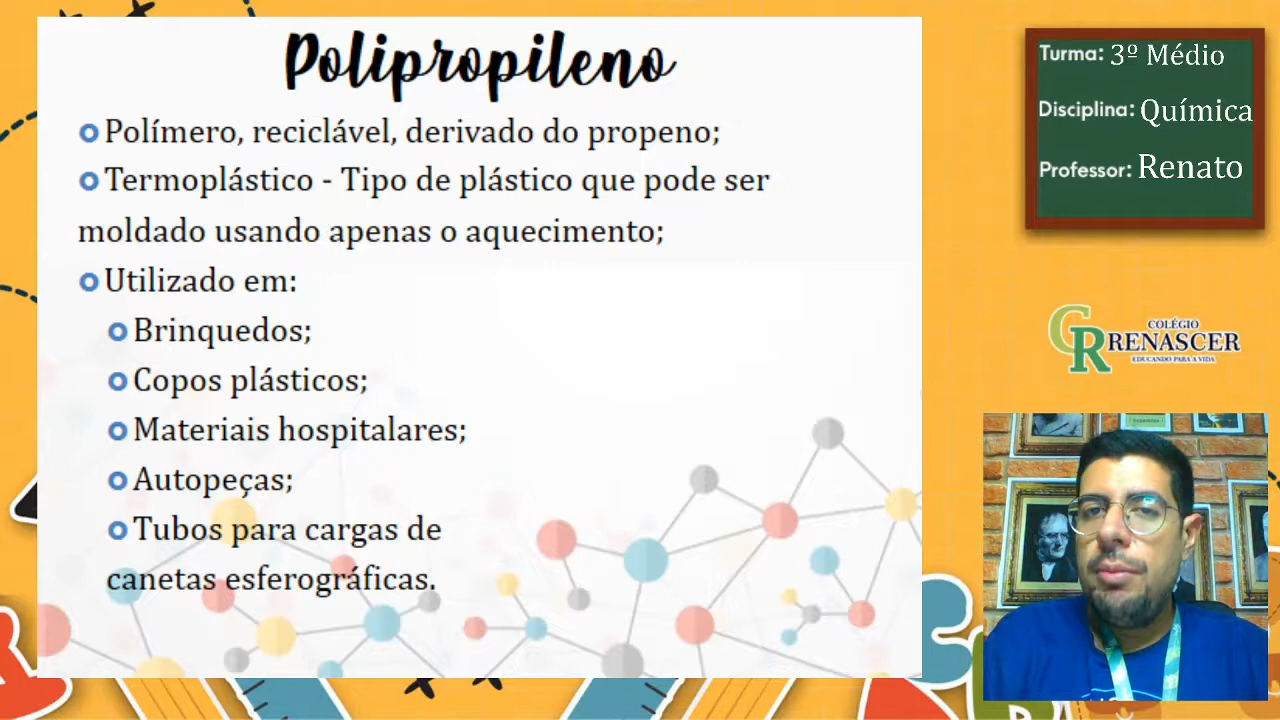 Polipropileno
Polímero, reciclável, derivado do propeno;
Termoplástico - Tipo de plástico que pode ser
moldado usando apenas o aquecimento;
Utilizado em:
Brinquedos;
Copos plásticos;
Materiais hospitalares;
Autopeças;
Tubos para cargas de
canetas esferográficas.
Turma: 3º Médio
Disciplina: Química
Professor: Renato
CR
COLÉGIO
RENASCER
EDUCANDO PARA A VIDA